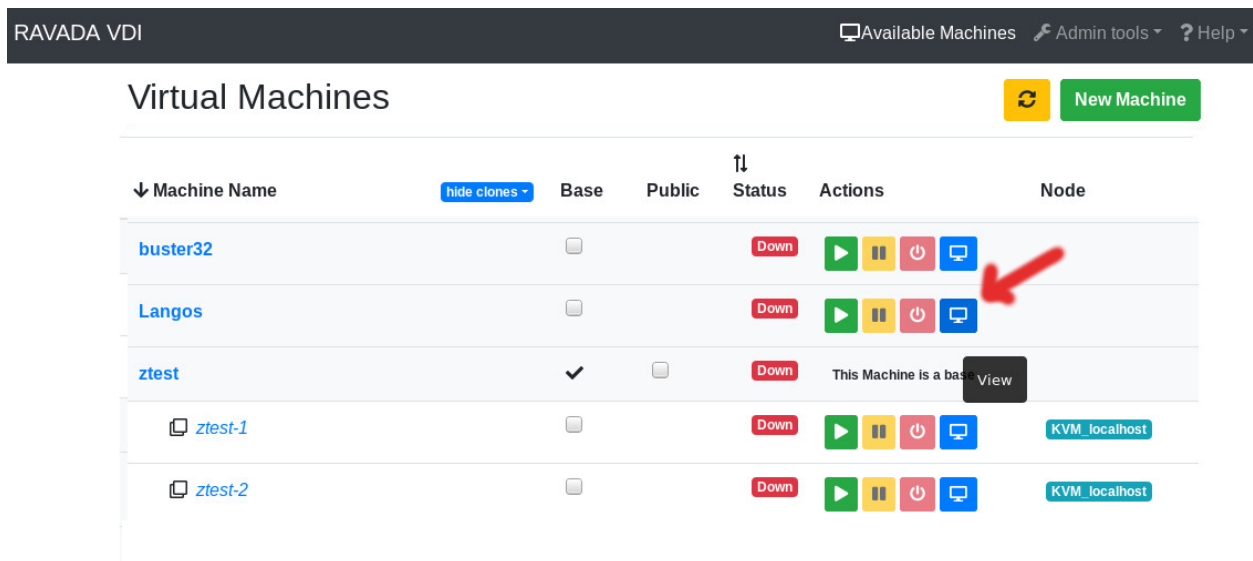 RAVADA VDI
Available Machines Admin tools ? Help
Virtual Machines
New Machine
Machine Name hide clones Base Public Status Actions Node
buster32 Down
Langos Down
ztest Down This Machine is a base
View
ztest-1 Down KVM_localhost
ztest-2 Down KVM_localhost